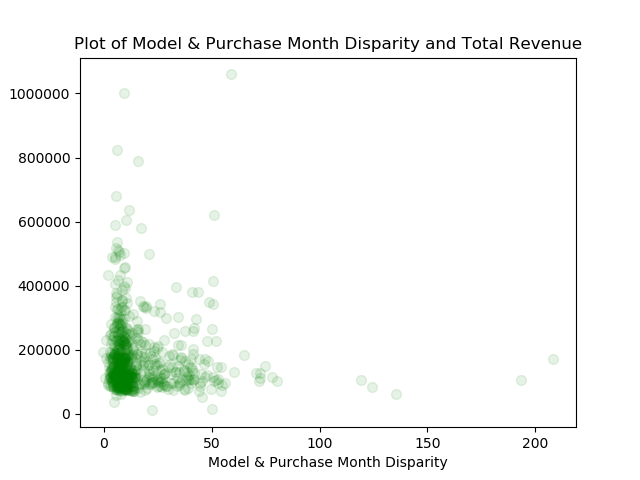 Plot of Model & Purchase Month Disparity and Total Revenue
1000000
800000
600000
400000
200000
0
0 50 100 150 200
Model & Purchase Month Disparity